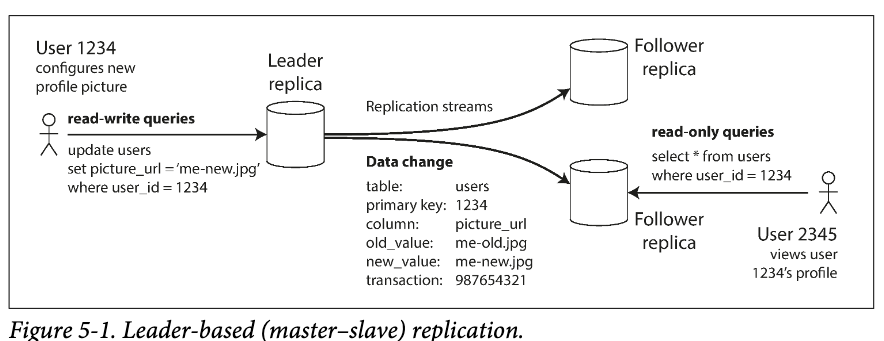 User 1234
configures new
profile picture
read-write queries
update users
set picture_url = 'me-new.jpg'
where user_id = 1234
Leader
replica
Replication streams
Data change
table: users
primary key: 1234
column: picture_url
old_value: me-old.jpg
new_value: me-new.jpg
transaction: 987654321
Follower
replica
read-only queries
select * from users
where user_id = 1234
Follower
replica
User 2345
views user
1234's profile
Figure 5-1. Leader-based (master–slave) replication.